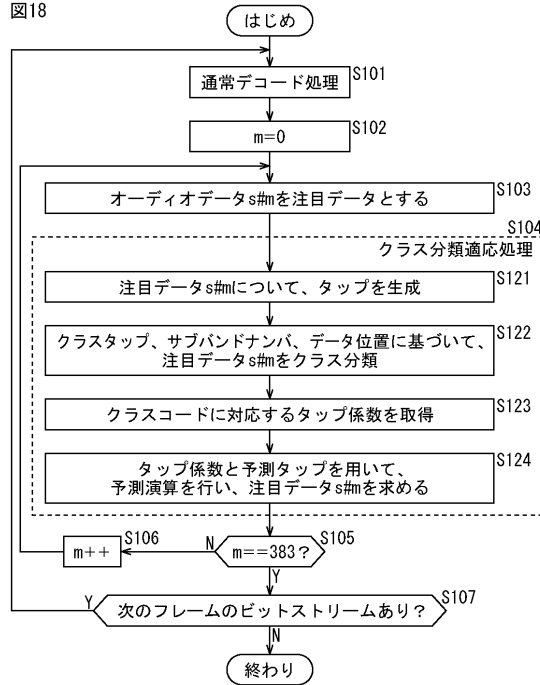 図18
はじめ
S101
通常デコード処理
S102
m=0
S103
オーディオデータs#mを注目データとする
S104
クラス分類適応処理
S121
注目データs#mについて、タップを生成
S122
クラスタップ、サブバンドナンバ、データ位置に基づいて、
注目データs#mをクラス分類
S123
クラスコードに対応するタップ係数を取得
S124
タップ係数と予測タップを用いて、
予測演算を行い、注目データs#mを求める
S106
m++
N
S105
m==383?
Y
Y
S107
次のフレームのビットストリームあり?
N
終わり